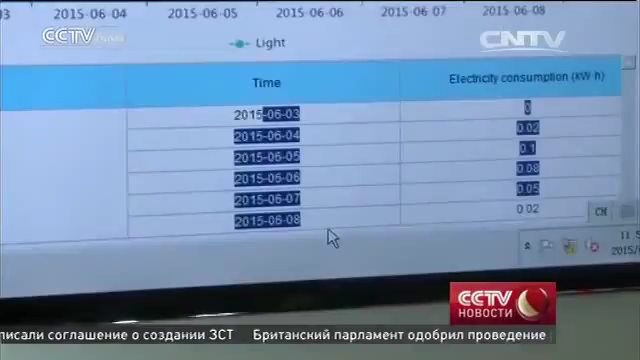 2015-06-04 2015-06-05 2015-06-06 2015-06-07 2015-06-08
CCTV
CNTV
Light
Time Electricity consumption (kW h)
2015-06-03 0
2015-06-04 0.02
2015-06-05 0.1
2015-06-06 0.08
2015-06-07 0.05
2015-06-08 0.02
CH
CCTV
НОВОСТИ
писали соглашение о создании ЗСТ Британский парламент одобрил проведение